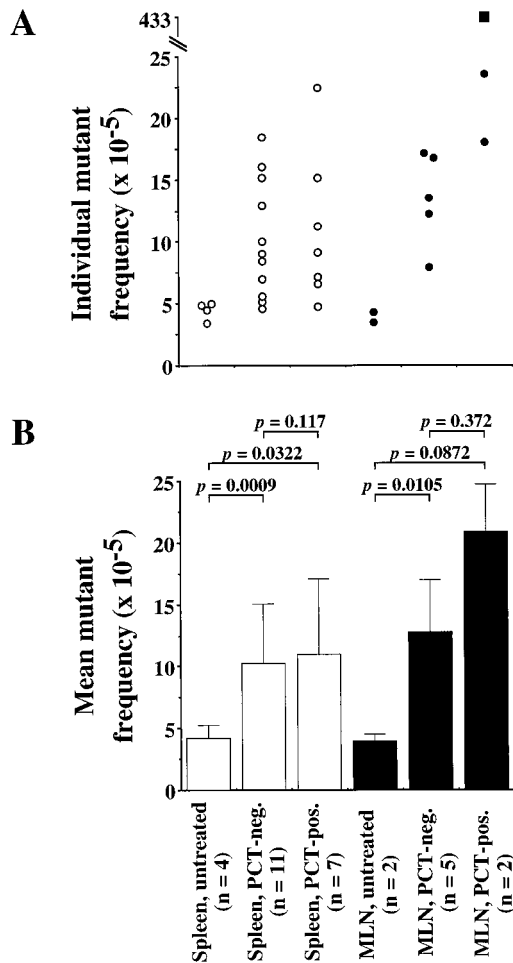 A
433
25
20
15
10
5
0
Individual mutant
frequency (x 10-5)
B
p = 0.117
p = 0.372
p = 0.0322
p = 0.0872
p = 0.0009
p = 0.0105
25
20
15
10
5
0
Mean mutant
frequency (x 10-5)
Spleen, untreated
(n = 4)
Spleen, PCT-neg.
(n = 11)
Spleen, PCT-pos.
(n = 7)
MLN, untreated
(n = 2)
MLN, PCT-neg.
(n = 5)
MLN, PCT-pos.
(n = 2)